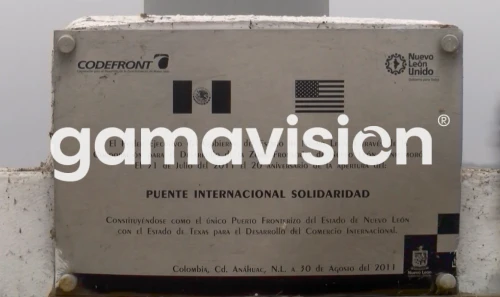 CODEFRONT
Nuevo
León
Unido
gamavision®
El 31 de Julio del 2011 el 20 aniversario de la apertura del
PUENTE INTERNACIONAL SOLIDARIDAD
Constituyéndose como el único Puerto Fronterizo del Estado de Nuevo León
con el Estado de Texas para el Desarrollo del Comercio Internacional.
Colombia, Cd. Anáhuac, N.L. a 30 de Agosto del 2011